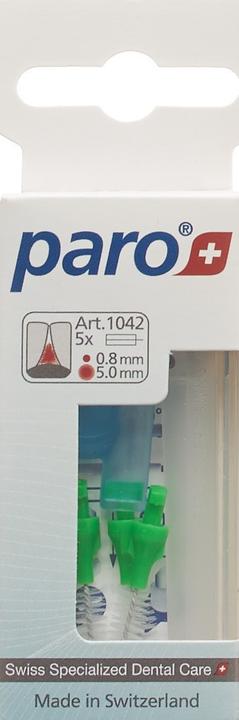 paro®
Art.1042
5x
0.8 mm
5.0 mm
Swiss Specialized Dental Care
Made in Switzerland